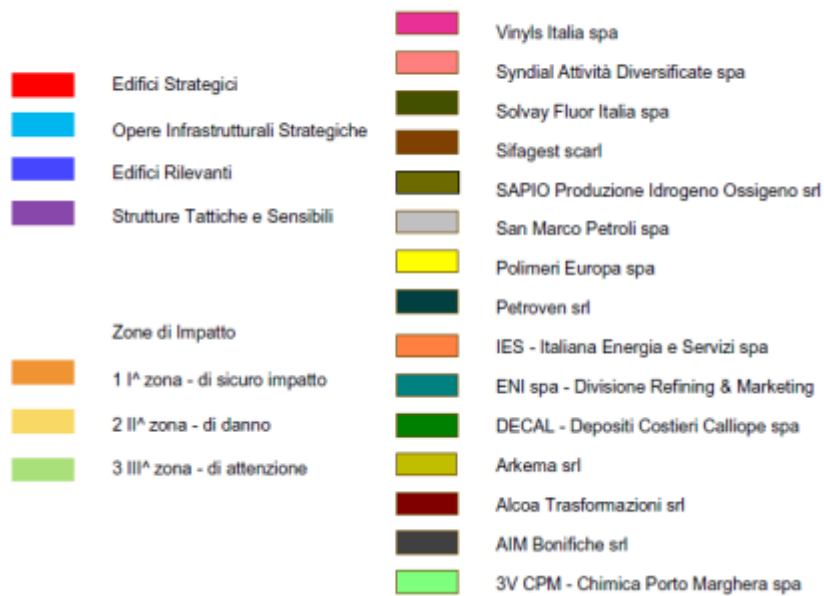 Edifici Strategici
Opere Infrastrutturali Strategiche
Edifici Rilevanti
Strutture Tattiche e Sensibili
Zone di Impatto
1 I^ zona - di sicuro impatto
2 II^ zona - di danno
3 III^ zona - di attenzione
Vinyls Italia spa
Syndial Attività Diversificate spa
Solvay Fluor Italia spa
Sifagest scarl
SAPIO Produzione Idrogeno Ossigeno srl
San Marco Petroli spa
Polimeri Europa spa
Petroven srl
IES - Italiana Energia e Servizi spa
ENI spa - Divisione Refining & Marketing
DECAL - Depositi Costieri Calliope spa
Arkema srl
Alcoa Trasformazioni srl
AIM Bonifiche srl
3V CPM - Chimica Porto Marghera spa